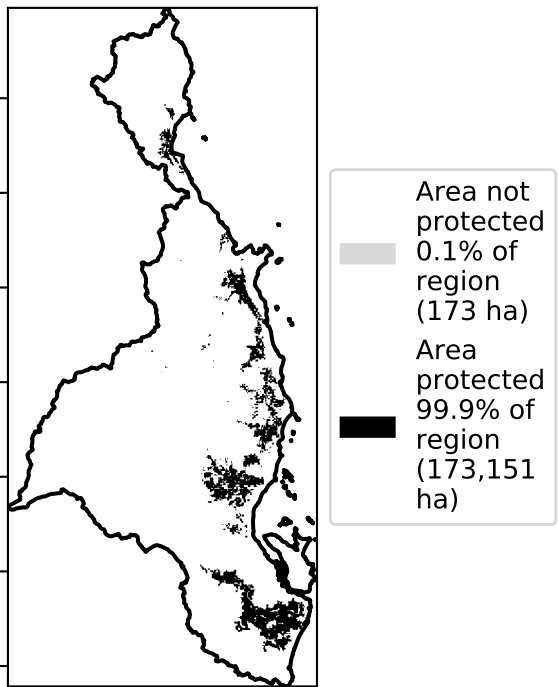 Area not
protected
0.1% of
region
(173 ha)
Area
protected
99.9% of
region
(173,151
ha)